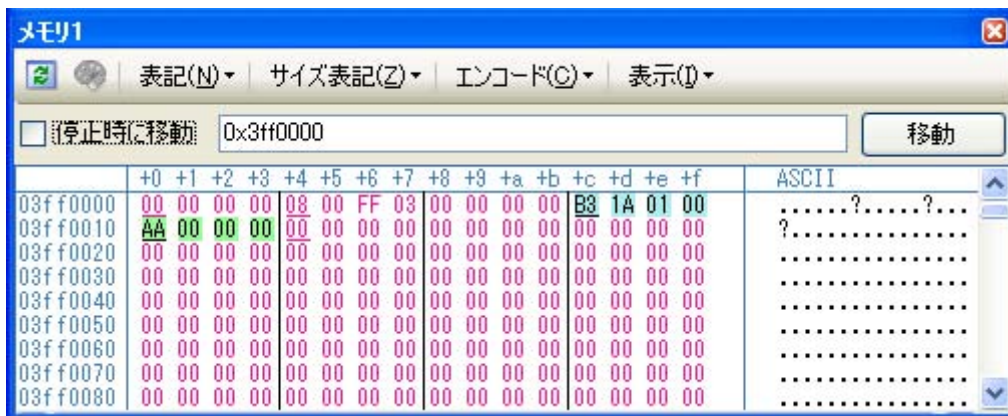 メモリ1
表記(N) サイズ表記(Z) エンコード(C) 表示(I)
停止時に移動 0x3ff0000 移動
+0 +1 +2 +3 +4 +5 +6 +7 +8 +9 +a +b +c +d +e +f ASCII
03ff0000 00 00 00 00 08 00 FF 03 00 00 00 00 B3 1A 01 00 ......?.....?...
03ff0010 AA 00 00 00 00 00 00 00 00 00 00 00 00 00 00 00 ?...............
03ff0020 00 00 00 00 00 00 00 00 00 00 00 00 00 00 00 00 ................
03ff0030 00 00 00 00 00 00 00 00 00 00 00 00 00 00 00 00 ................
03ff0040 00 00 00 00 00 00 00 00 00 00 00 00 00 00 00 00 ................
03ff0050 00 00 00 00 00 00 00 00 00 00 00 00 00 00 00 00 ................
03ff0060 00 00 00 00 00 00 00 00 00 00 00 00 00 00 00 00 ................
03ff0070 00 00 00 00 00 00 00 00 00 00 00 00 00 00 00 00 ................
03ff0080 00 00 00 00 00 00 00 00 00 00 00 00 00 00 00 00 ................